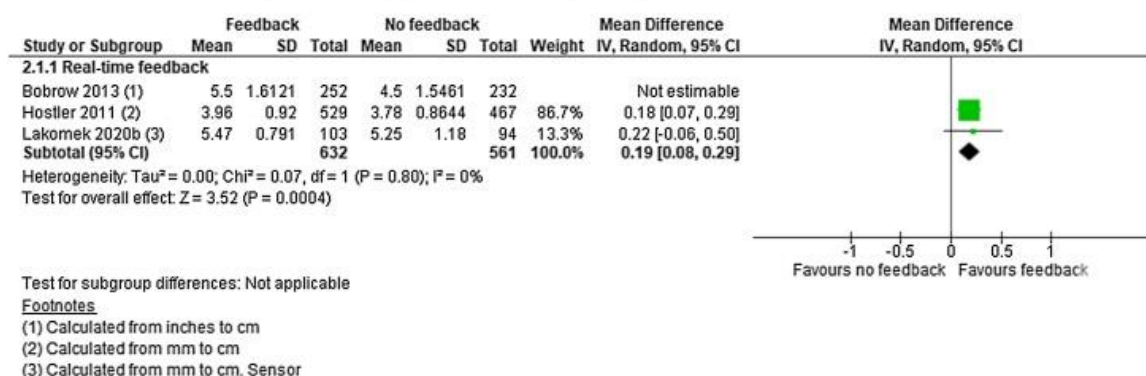 Feedback No feedback Mean Difference Mean Difference
Study or Subgroup Mean SD Total Mean SD Total Weight IV, Random, 95% CI IV, Random, 95% CI
2.1.1 Real-time feedback
Bobrow 2013 (1) 5.5 1.6121 252 4.5 1.5461 232 Not estimable
Hostler 2011 (2) 3.96 0.92 529 3.78 0.8644 467 86.7% 0.18 [0.07, 0.29]
Lakomek 2020b (3) 5.47 0.791 103 5.25 1.18 94 13.3% 0.22 [-0.06, 0.50]
Subtotal (95% CI) 632 561 100.0% 0.19 [0.08, 0.29]
Heterogeneity: Tau² = 0.00; Chi² = 0.07, df = 1 (P = 0.80); I² = 0%
Test for overall effect: Z = 3.52 (P = 0.0004)
-1 -0.5 0 0.5 1
Favours no feedback Favours feedback
Test for subgroup differences: Not applicable
Footnotes
(1) Calculated from inches to cm
(2) Calculated from mm to cm
(3) Calculated from mm to cm. Sensor